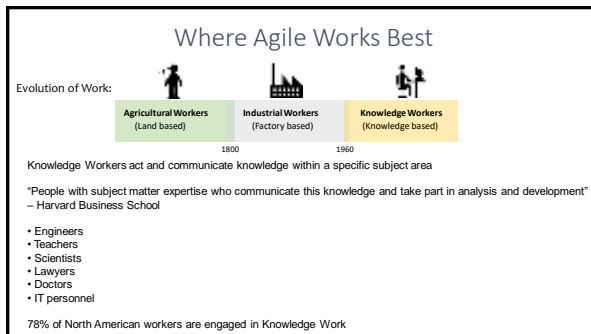 Where Agile Works Best
Evolution of Work:
Agricultural Workers
(Land based)
Industrial Workers
(Factory based)
Knowledge Workers
(Knowledge based)
1800
1960
Knowledge Workers act and communicate knowledge within a specific subject area
“People with subject matter expertise who communicate this knowledge and take part in analysis and development”
– Harvard Business School
• Engineers
• Teachers
• Scientists
• Lawyers
• Doctors
• IT personnel
78% of North American workers are engaged in Knowledge Work